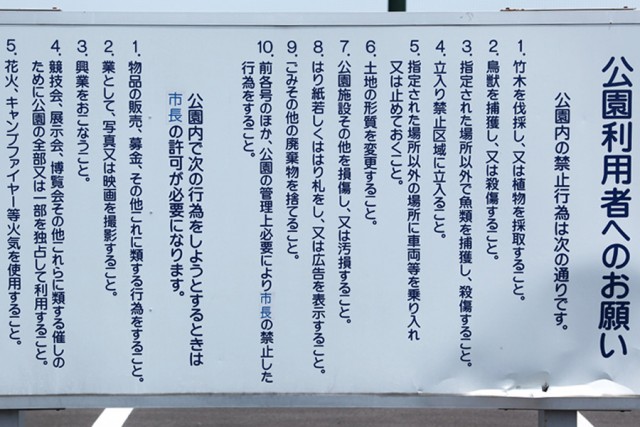 公園利用者へのお願い
公園内の禁止行為は次の通りです。
1.竹木を伐採し、又は植物を採取すること。
2.鳥獣を捕獲し、又は殺傷すること。
3.指定された場所以外で魚類を捕獲し、殺傷すること。
4.立入り禁止区域に立入ること。
5.指定された場所以外の場所に車両等を乗り入れ
又は止めておくこと。
6.土地の形質を変更すること。
7.公園施設その他を損傷し、又は汚損すること。
8.はり紙若しくははり札をし、又は広告を表示すること。
9.ごみその他の廃棄物を捨てること。
10.前各号のほか、公園の管理上必要により市長の禁止した
行為をすること。
公園内で次の行為をしようとするときは
市長の許可が必要になります。
1.物品の販売、募金、その他これに類する行為をすること。
2.業として、写真又は映画を撮影すること。
3.興業をおこなうこと。
4.競技会、展示会、博覧会その他これらに類する催しの
ために公園の全部又は一部を独占して利用すること。
5.花火、キャンプファイヤー等火気を使用すること。